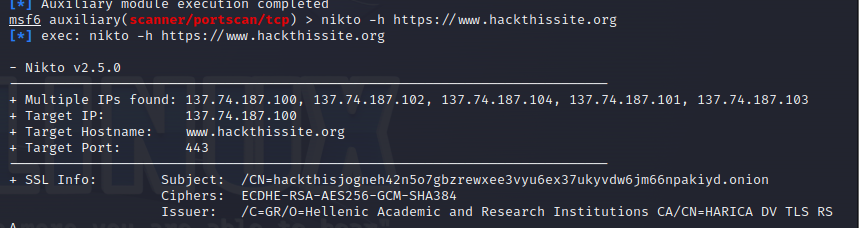 [*] Auxiliary module execution completed
msf6 auxiliary(scanner/portscan/tcp) > nikto -h https://www.hackthissite.org
[*] exec: nikto -h https://www.hackthissite.org
- Nikto v2.5.0
+ Multiple IPs found: 137.74.187.100, 137.74.187.102, 137.74.187.104, 137.74.187.101, 137.74.187.103
+ Target IP: 137.74.187.100
+ Target Hostname: www.hackthissite.org
+ Target Port: 443
+ SSL Info: Subject: /CN=hackthisjogneh42n5o7gbzrewxee3vyu6ex37ukyvdw6jm66npakiyd.onion
Ciphers: ECDHE-RSA-AES256-GCM-SHA384
Issuer: /C=GR/O=Hellenic Academic and Research Institutions CA/CN=HARICA DV TLS RS